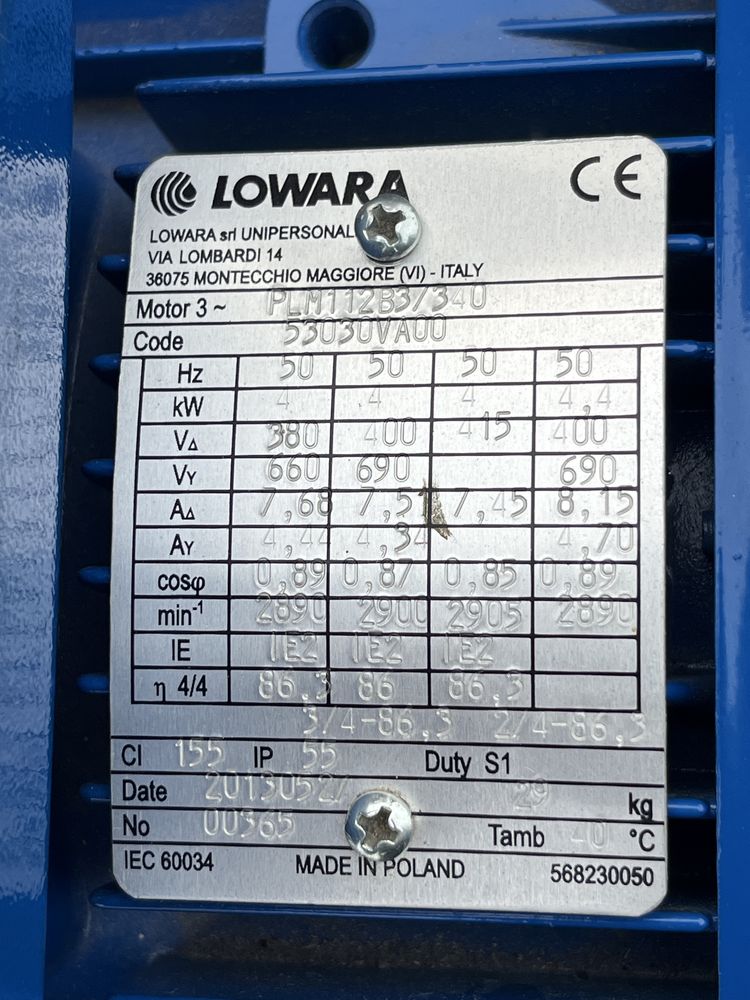 LOWARA CE
LOWARA srl UNIPERSONAL
VIA LOMBARDI 14
36075 MONTECCHIO MAGGIORE (VI) - ITALY
Motor 3 ~ PLM112B3/340
Code 53030VA00
Hz 50 50 50 50
kW 4 4 4 4,4
VΔ 380 400 415 400
VY 660 690 690
AΔ 7,68 7,51 7,45 8,15
AY 4,44 4,34 4,70
cosφ 0,89 0,87 0,85 0,89
min⁻¹ 2890 2900 2905 2890
IE IE2 IE2 IE2
η 4/4 86,3 86 86,3
3/4-86,3 2/4-86,3
Cl 155 IP 55 Duty S1
Date 2013052/ 29 kg
No 00365 Tamb 40 °C
IEC 60034 MADE IN POLAND 568230050